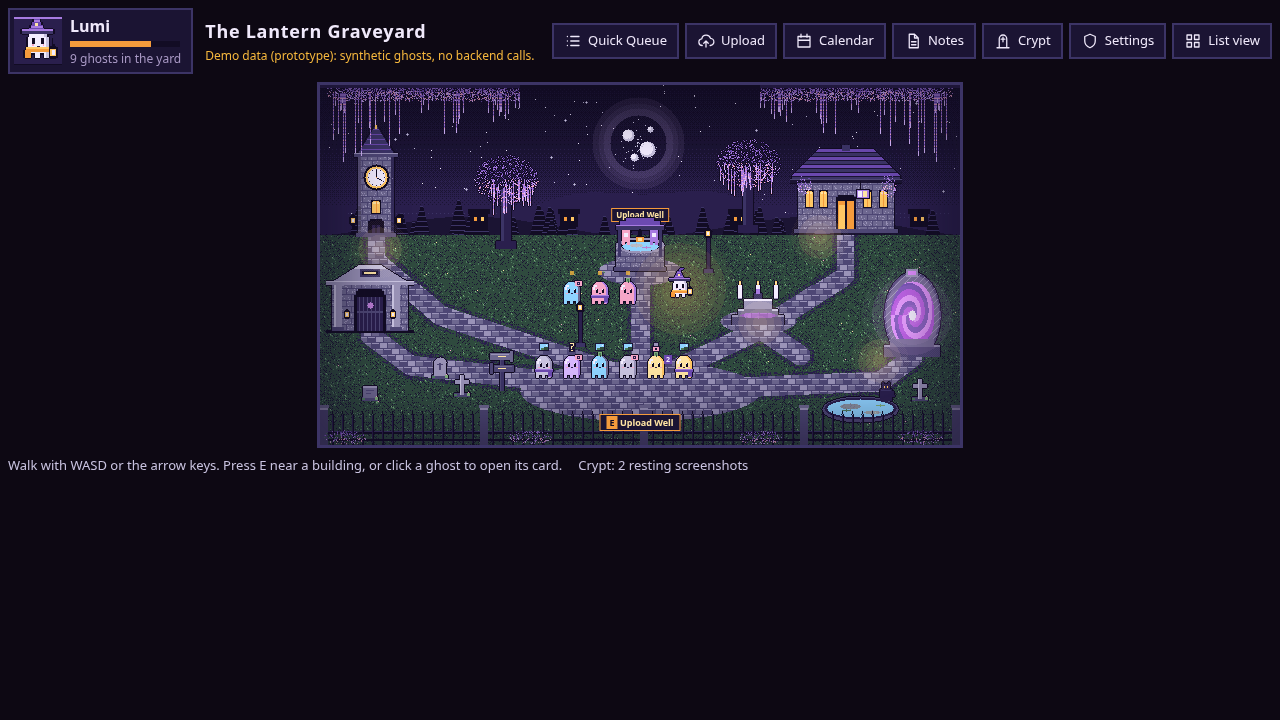 Lumi
9 ghosts in the yard
The Lantern Graveyard
Demo data (prototype): synthetic ghosts, no backend calls.
Quick Queue
Upload
Calendar
Notes
Crypt
Settings
List view
Upload Well
E Upload Well
Walk with WASD or the arrow keys. Press E near a building, or click a ghost to open its card.
Crypt: 2 resting screenshots